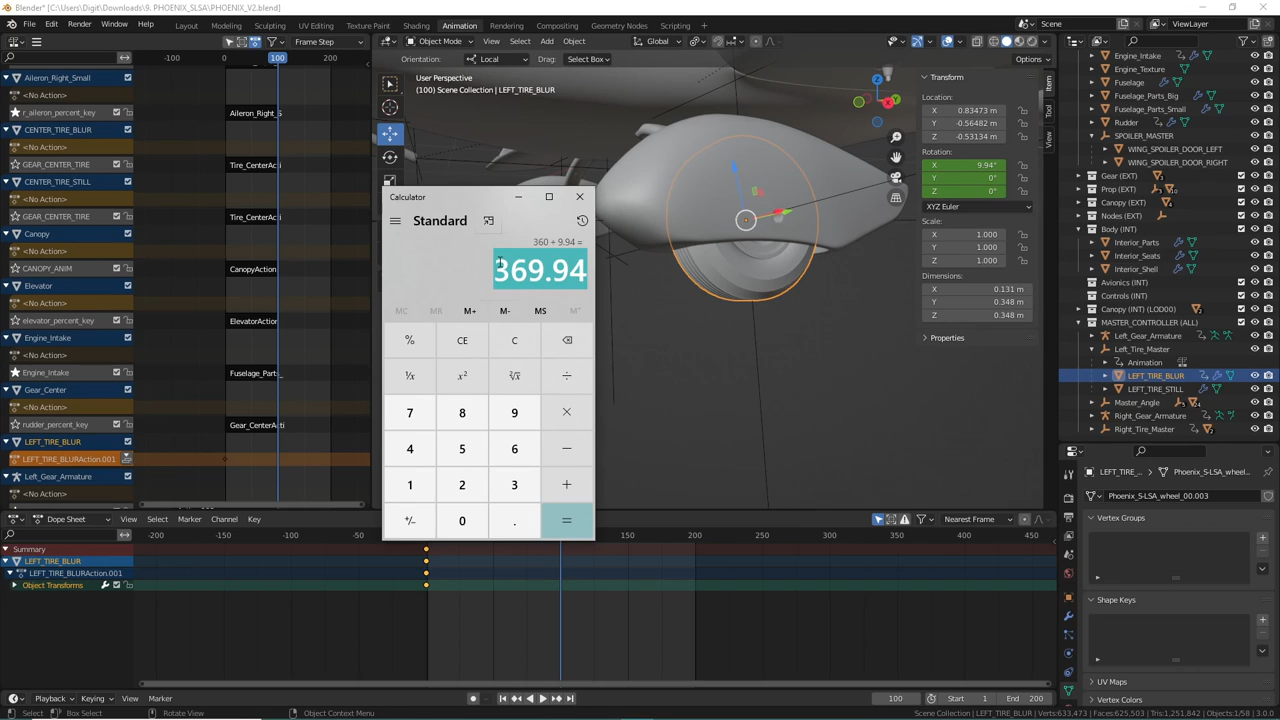 Blender* [C:\Users\Digit\Downloads\9. PHOENIX_SLSA\PHOENIX_V2.blend]
File Edit Render Window Help Layout Modeling Sculpting UV Editing Texture Paint Shading Animation Rendering Compositing Geometry Nodes Scripting Scene ViewLayer
Frame Step
-100 0 100 200
Aileron_Right_Small
<No Action>
r_aileron_percent_key Aileron_Right_S
CENTER_TIRE_BLUR
<No Action>
GEAR_CENTER_TIRE Tire_CenterActi
CENTER_TIRE_STILL
<No Action>
GEAR_CENTER_TIRE Tire_CenterActi
Canopy
<No Action>
CANOPY_ANIM CanopyAction
Elevator
<No Action>
elevator_percent_key ElevatorAction
Engine_Intake
<No Action>
Engine_Intake Fuselage_Parts_
Gear_Center
<No Action>
rudder_percent_key Gear_CenterActi
LEFT_TIRE_BLUR
LEFT_TIRE_BLURAction.001
Left_Gear_Armature
<No Action>
Object Mode View Select Add Object Global
Orientation: Local Drag: Select Box Options
User Perspective
(100) Scene Collection | LEFT_TIRE_BLUR
Z
Y
X
Calculator
Standard
360 + 9.94 =
369.94
MC MR M+ M- MS M˅
% CE C ⌫
¹/x x² ²√x ÷
7 8 9 ×
4 5 6 −
1 2 3 +
+/− 0 . =
Transform
Location:
X 0.83473 m
Y -0.56482 m
Z -0.53134 m
Rotation:
X 9.94°
Y 0°
Z 0°
XYZ Euler
Scale:
X 1.000
Y 1.000
Z 1.000
Dimensions:
X 0.131 m
Y 0.348 m
Z 0.348 m
Properties
Item
Tool
View
Engine_Intake
Engine_Texture
Fuselage
Fuselage_Parts_Big
Fuselage_Parts_Small
Rudder
SPOILER_MASTER
WING_SPOILER_DOOR_LEFT
WING_SPOILER_DOOR_RIGHT
Gear (EXT)
Prop (EXT)
Canopy (EXT)
Nodes (EXT)
Body (INT)
Interior_Parts
Interior_Seats
Interior_Shell
Avionics (INT)
Controls (INT)
Canopy (INT) (LOD00)
MASTER_CONTROLLER (ALL)
Left_Gear_Armature
Left_Tire_Master
Animation
LEFT_TIRE_BLUR
LEFT_TIRE_STILL
Master_Angle
Right_Gear_Armature
Right_Tire_Master
LEFT_TIRE_... Phoenix_S-LSA_wheel...
Phoenix_S-LSA_wheel_00.003
Vertex Groups
Shape Keys
UV Maps
Vertex Colors
Dope Sheet View Select Marker Channel Key Nearest Frame
-200 -150 -100 -50 150 200 250 300 350 400 450
Summary
LEFT_TIRE_BLUR
LEFT_TIRE_BLURAction.001
Object Transforms
Playback Keying View Marker 100 Start 1 End 200
Select Box Select Rotate View Object Context Menu Scene Collection | LEFT_TIRE_BLUR | Verts:633,473 | Faces:625,503 | Tris:1,251,842 | Objects:1/58 | 3.0.0